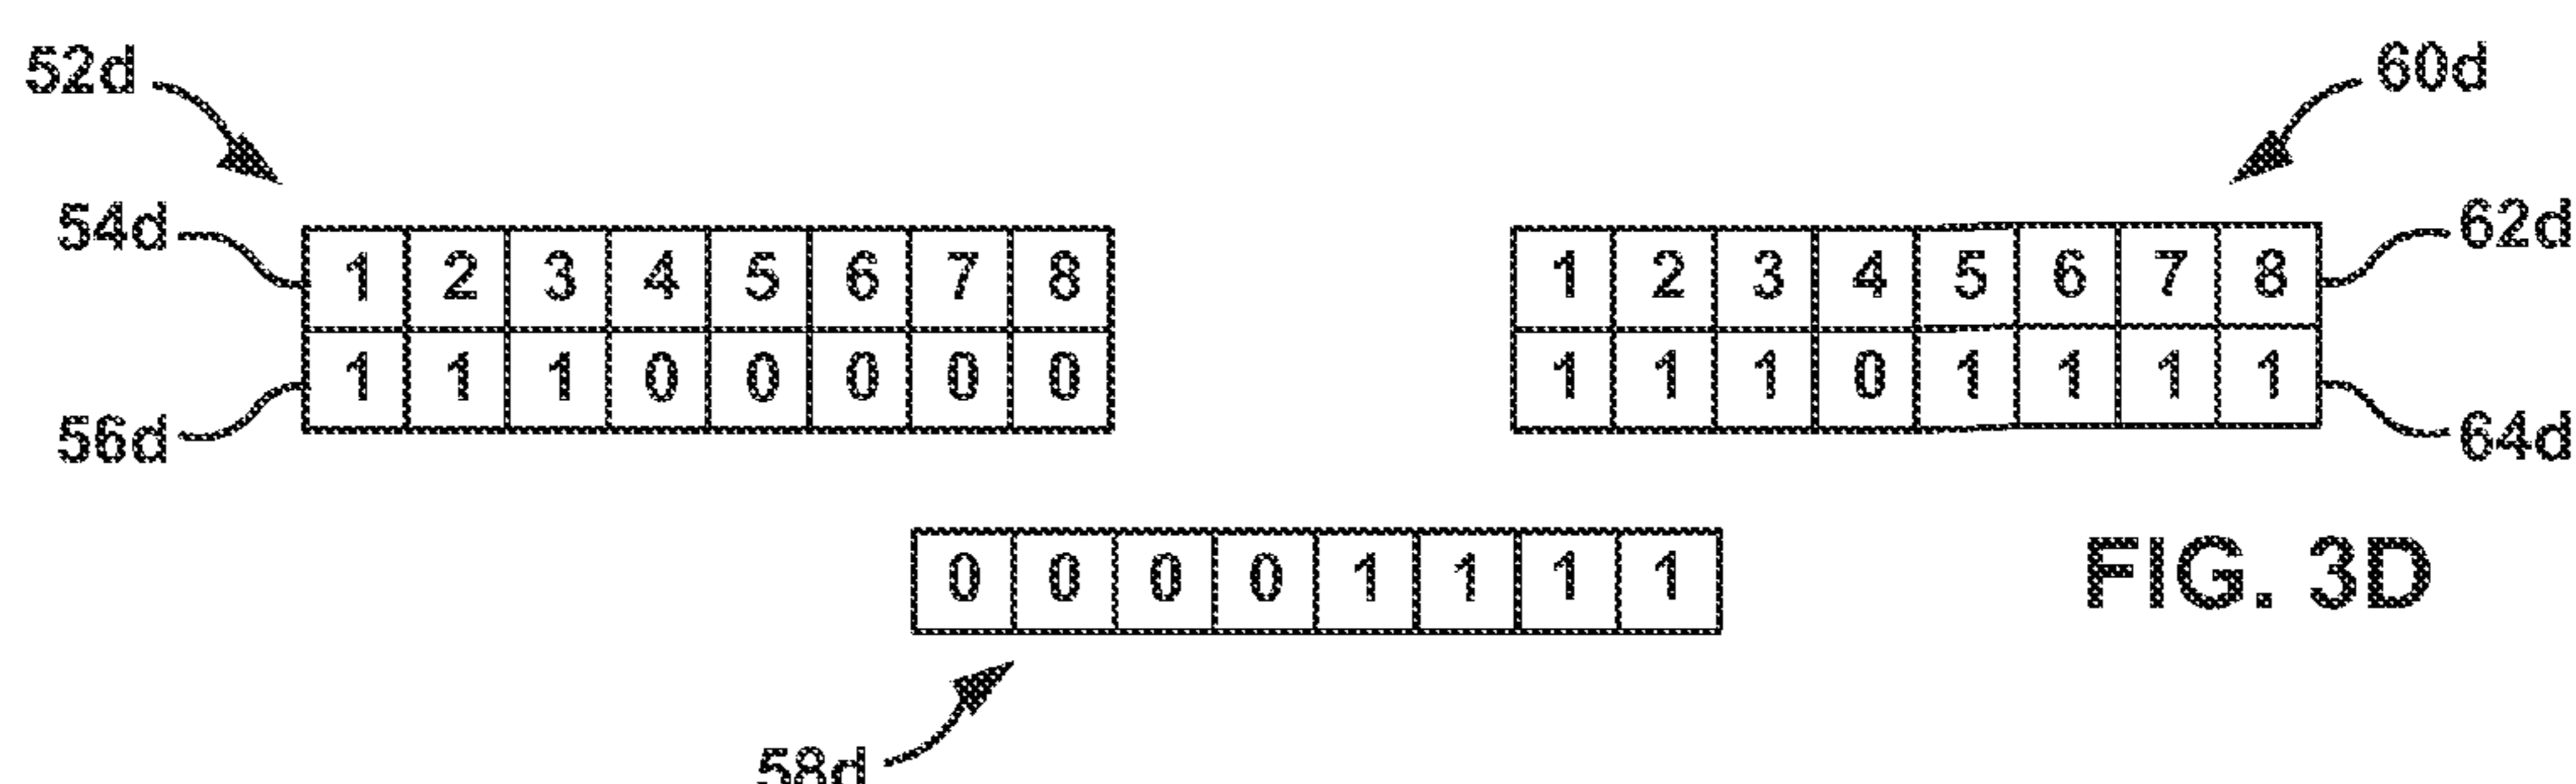 52d 60d
54d 1 2 3 4 5 6 7 8 1 2 3 4 5 6 7 8 62d
56d 1 1 1 0 0 0 0 0 1 1 1 0 1 1 1 1 64d
0 0 0 0 1 1 1 1 FIG. 3D
58d